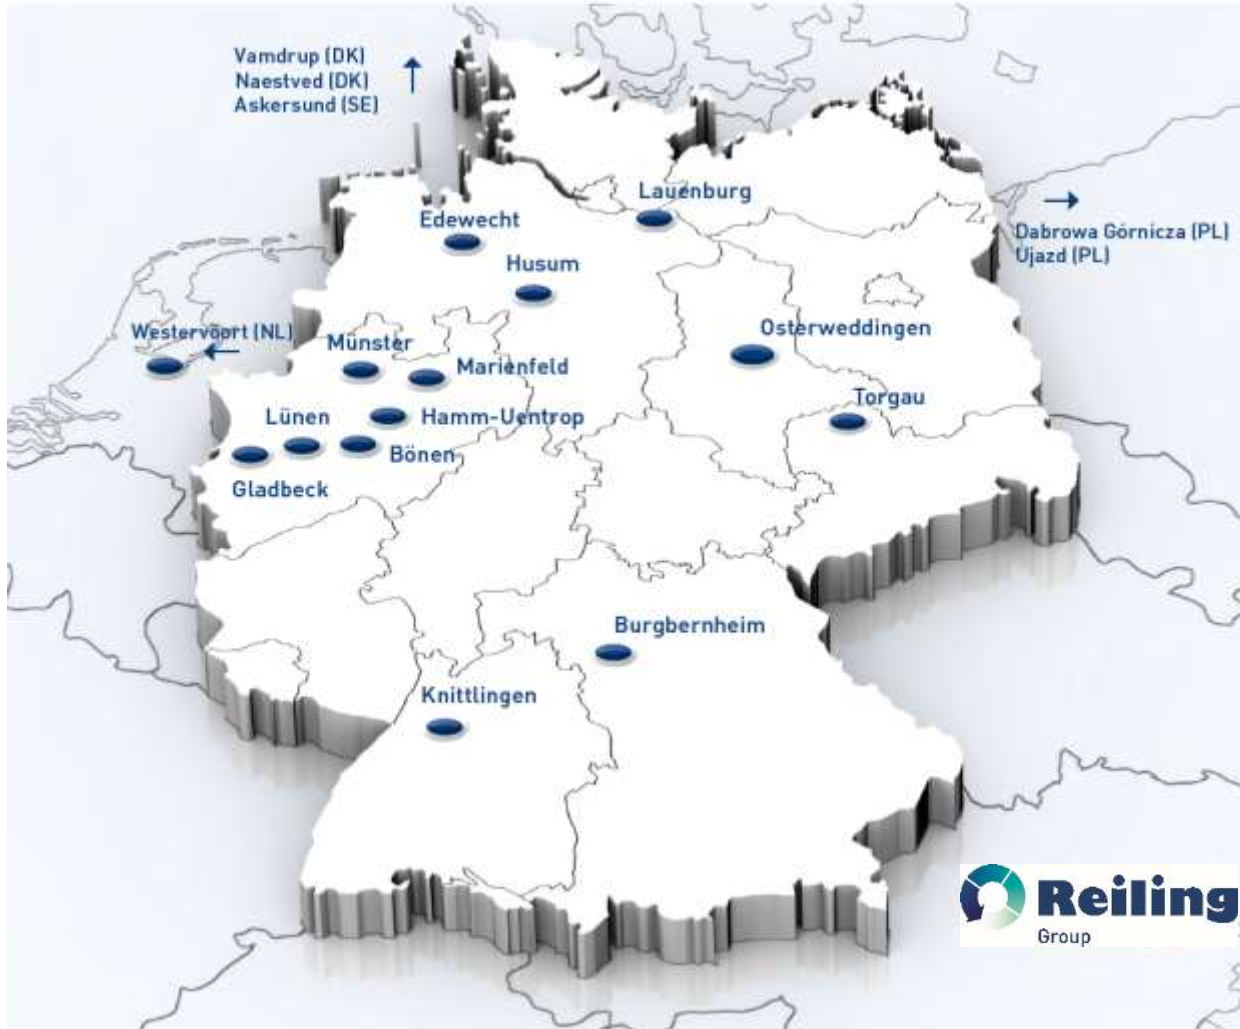 Vamdrup (DK)
Naestved (DK)
Askersund (SE)
Lauenburg
Edewecht
Dabrowa Górnicza (PL)
Ujazd (PL)
Husum
Westervoort (NL)
Münster
Osterweddingen
Marienfeld
Torgau
Lünen
Hamm-Uentrop
Bönen
Gladbeck
Burgbernheim
Knittlingen
Reiling
Group